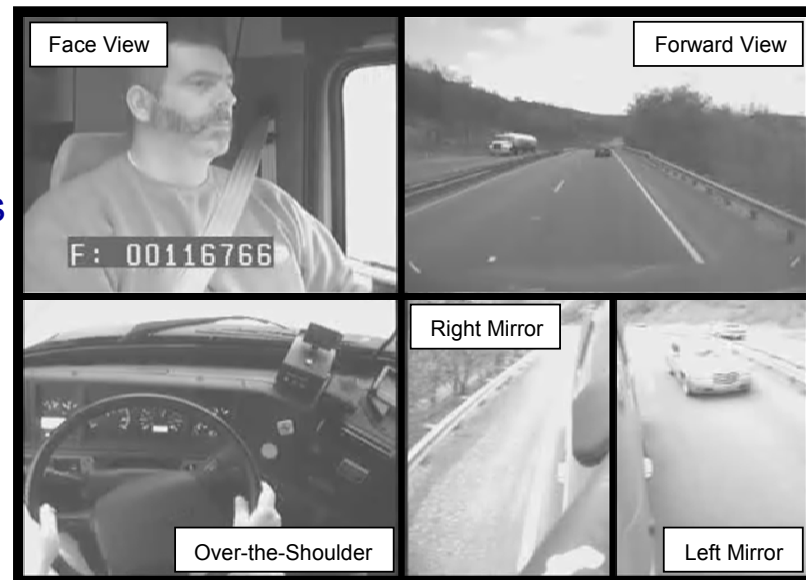 Face View
Forward View
s
F: 00116766
Right Mirror
Over-the-Shoulder
Left Mirror